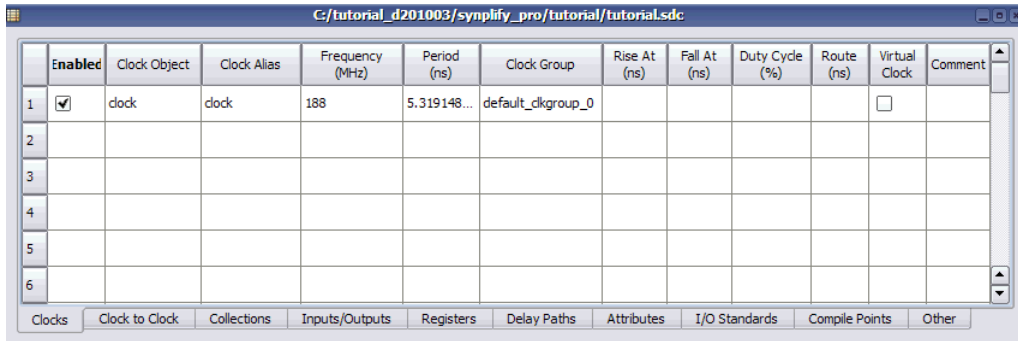 C:/tutorial_d201003/synplify_pro/tutorial/tutorial.sdc
Enabled Clock Object Clock Alias Frequency (MHz) Period (ns) Clock Group Rise At (ns) Fall At (ns) Duty Cycle (%) Route (ns) Virtual Clock Comment
1 clock clock 188 5.319148... default_clkgroup_0
2
3
4
5
6
Clocks Clock to Clock Collections Inputs/Outputs Registers Delay Paths Attributes I/O Standards Compile Points Other